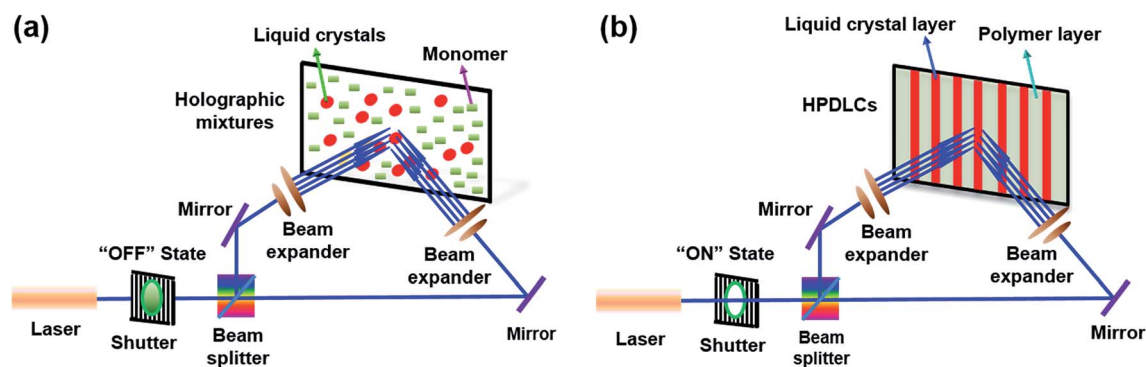 (a)
Liquid crystals
Monomer
Holographic
mixtures
Mirror
Beam
expander
Beam
expander
“OFF” State
Laser
Shutter
Beam
splitter
Mirror
(b)
Liquid crystal layer
Polymer layer
HPDLCs
Mirror
Beam
expander
Beam
expander
“ON” State
Laser
Shutter
Beam
splitter
Mirror